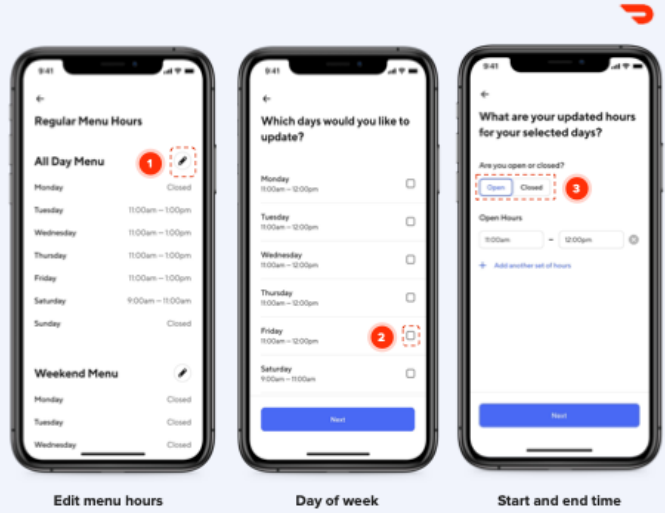 9:41
←
Regular Menu Hours
All Day Menu
1
Monday Closed
Tuesday 11:00am – 1:00pm
Wednesday 11:00am – 1:00pm
Thursday 11:00am – 1:00pm
Friday 11:00am – 1:00pm
Saturday 9:00am – 11:00am
Sunday Closed
Weekend Menu
Monday Closed
Tuesday Closed
Wednesday Closed
Edit menu hours
9:41
←
Which days would you like to
update?
Monday
11:00am – 12:00pm
Tuesday
11:00am – 12:00pm
Wednesday
11:00am – 12:00pm
Thursday
11:00am – 12:00pm
Friday
11:00am – 12:00pm
2
Saturday
9:00am – 11:00am
Next
Day of week
9:41
←
What are your updated hours
for your selected days?
Are you open or closed?
Open Closed
3
Open Hours
11:00am – 12:00pm
+ Add another set of hours
Next
Start and end time